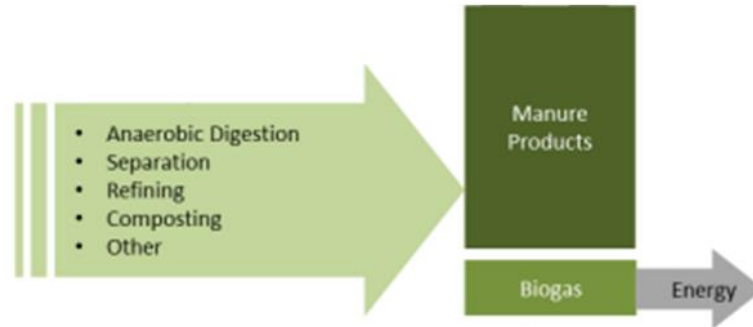 • Anaerobic Digestion
• Separation
• Refining
• Composting
• Other
Manure
Products
Biogas
Energy